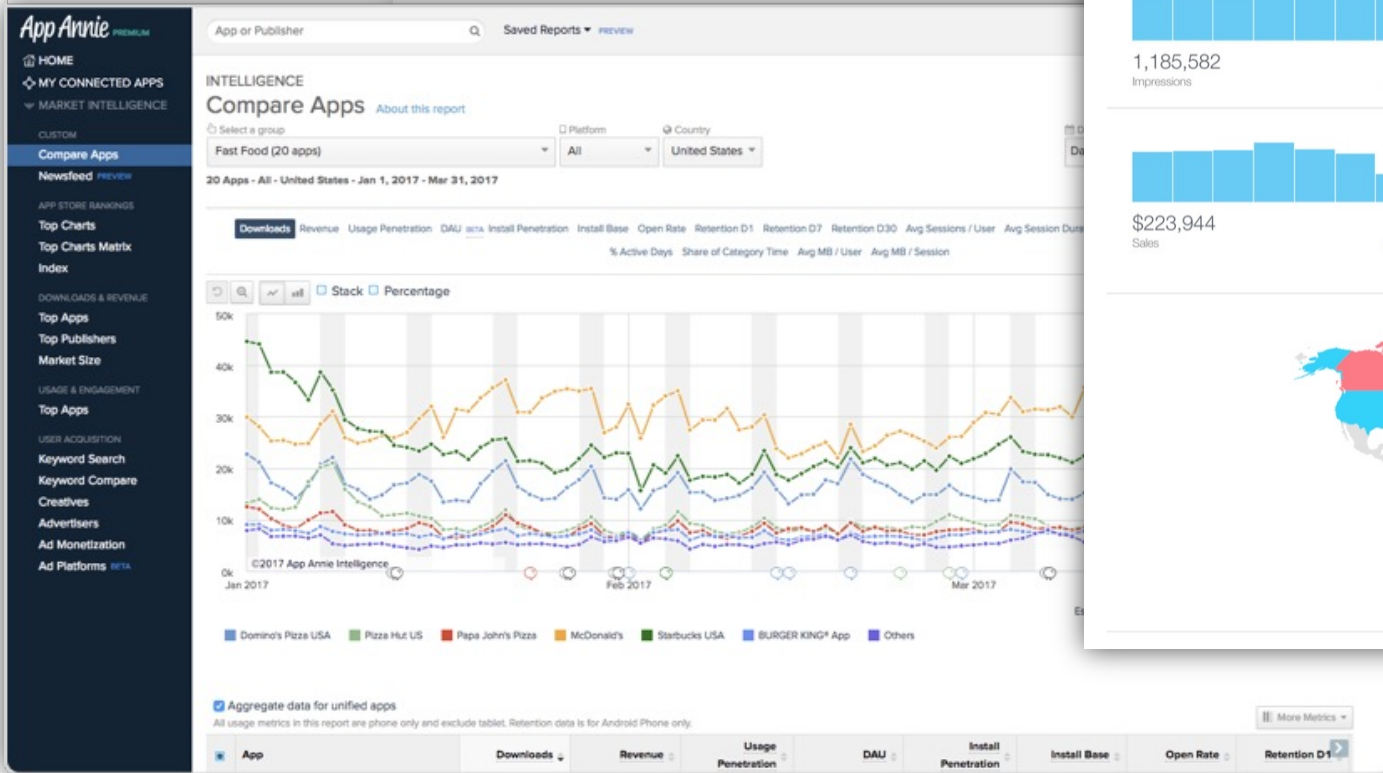 App Annie PREMIUM
HOME
MY CONNECTED APPS
MARKET INTELLIGENCE
CUSTOM
Compare Apps
Newsfeed PREVIEW
APP STORE RANKINGS
Top Charts
Top Charts Matrix
Index
DOWNLOADS & REVENUE
Top Apps
Top Publishers
Market Size
USAGE & ENGAGEMENT
Top Apps
USER ACQUISITION
Keyword Search
Keyword Compare
Creatives
Advertisers
Ad Monetization
Ad Platforms BETA
App or Publisher Saved Reports PREVIEW
INTELLIGENCE
Compare Apps About this report
Select a group Platform Country
Fast Food (20 apps) All United States Da
20 Apps - All - United States - Jan 1, 2017 - Mar 31, 2017
Downloads Revenue Usage Penetration DAU BETA Install Penetration Install Base Open Rate Retention D1 Retention D7 Retention D30 Avg Sessions / User Avg Session Dura
% Active Days Share of Category Time Avg MB / User Avg MB / Session
Stack Percentage
50k
40k
30k
20k
10k
0k
©2017 App Annie Intelligence
Jan 2017 Feb 2017 Mar 2017
Es
Domino's Pizza USA Pizza Hut US Papa John's Pizza McDonald's Starbucks USA BURGER KING® App Others
Aggregate data for unified apps
All usage metrics in this report are phone only and exclude tablet. Retention data is for Android Phone only.
More Metrics
App Downloads Revenue Usage Penetration DAU Install Penetration Install Base Open Rate Retention D1
1,185,582
Impressions
$223,944
Sales